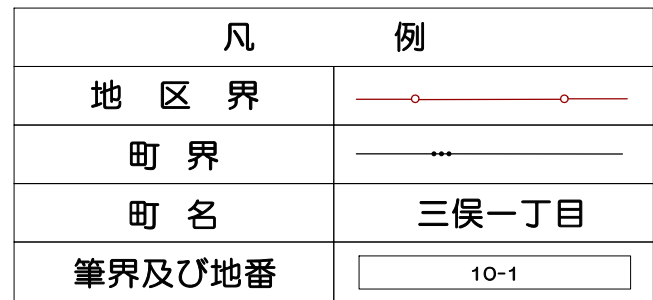 凡 例
地 区 界
町 界
町 名 三俣一丁目
筆界及び地番 10-1